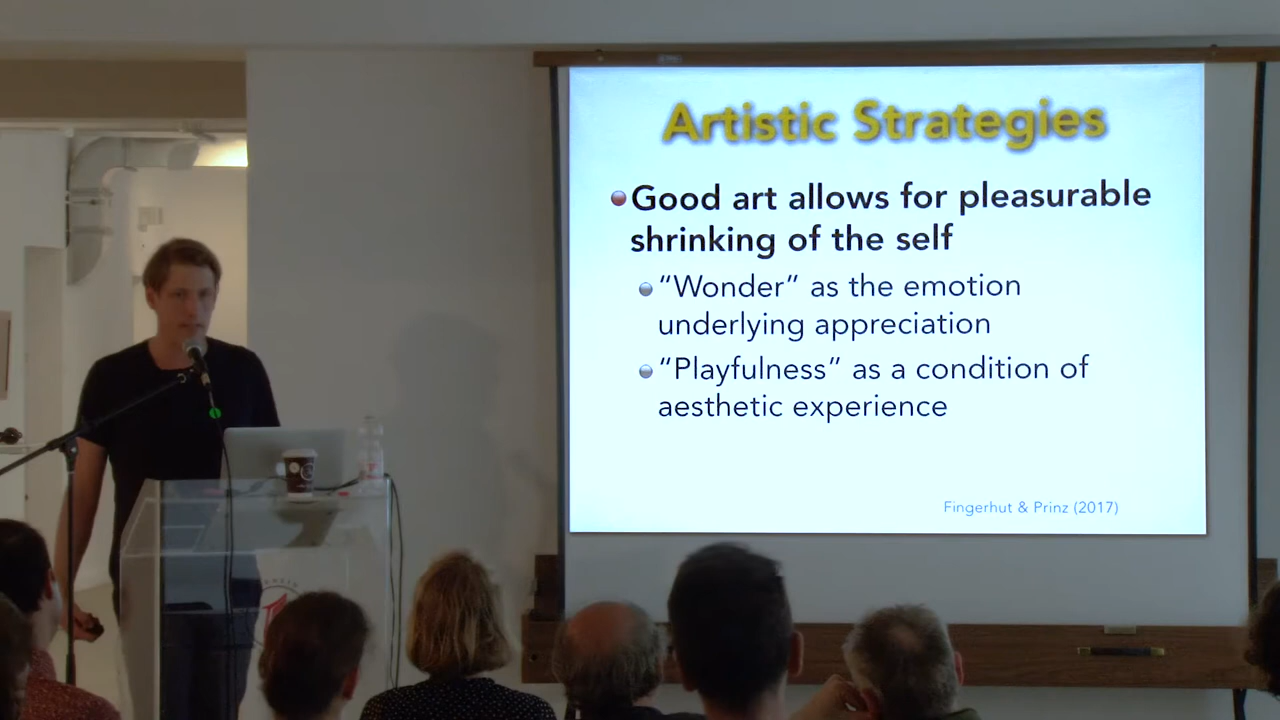 Artistic Strategies
Good art allows for pleasurable
shrinking of the self
“Wonder” as the emotion
underlying appreciation
“Playfulness” as a condition of
aesthetic experience
Fingerhut & Prinz (2017)